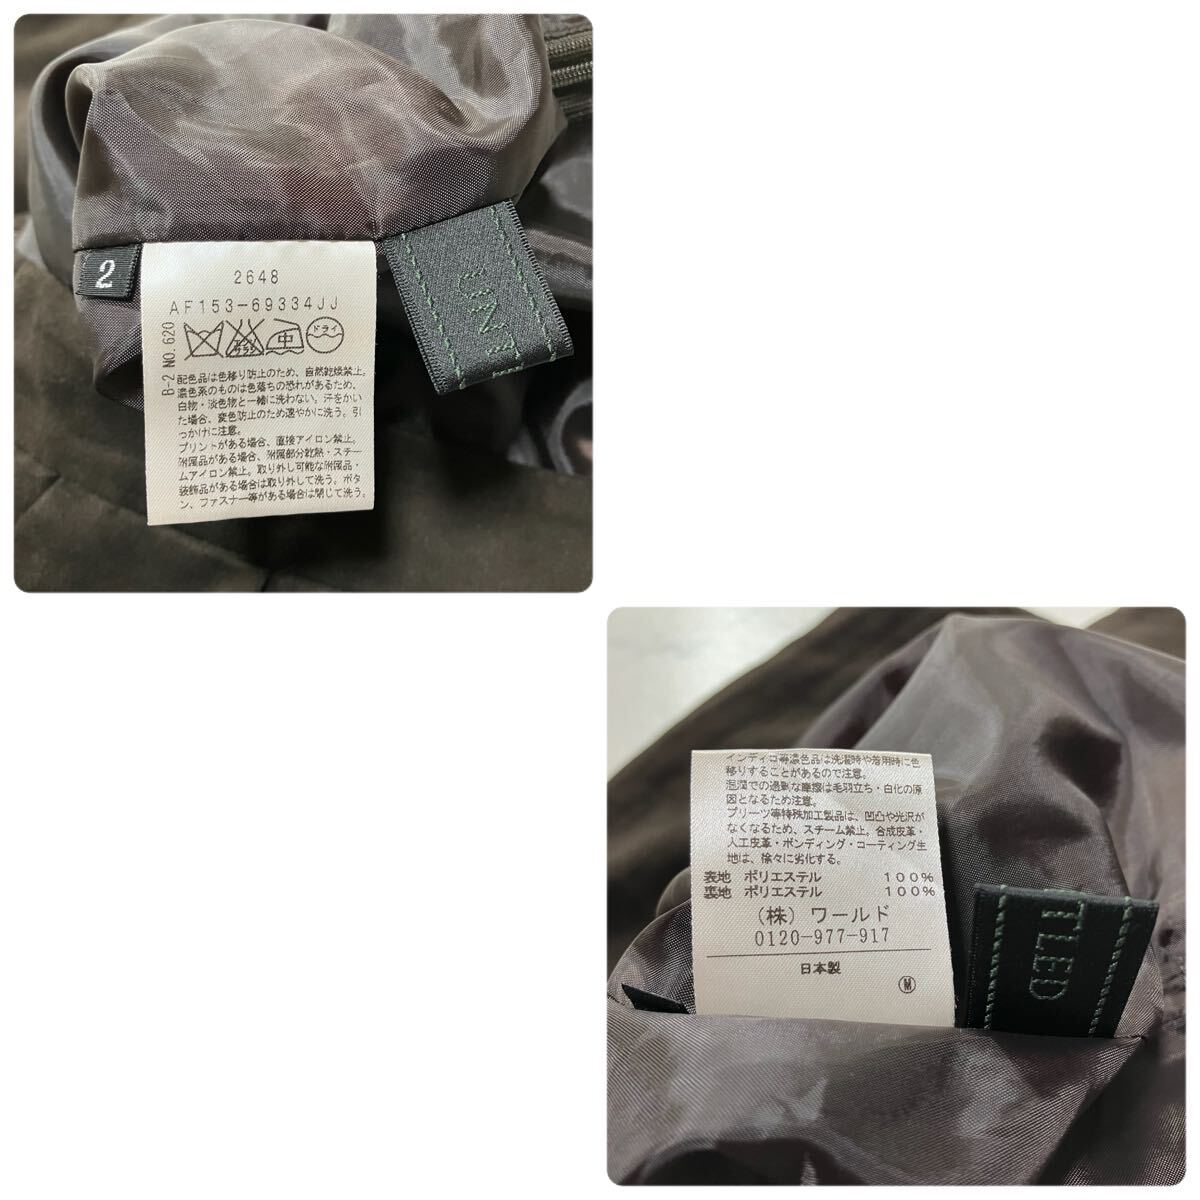 2
2648
AF153-69334JJ
B-2 NO.620
エンソ
サラシ
中
ドライ
配色品は色移り防止のため、自然乾燥禁止。
濃色系のものは色落ちの恐れがあるため、
白物・淡色物と一緒に洗わない。汗をかい
た場合、変色防止のため速やかに洗う。引
っかけに注意。
プリントがある場合、直接アイロン禁止。
附属品がある場合、附属部分乾熱・スチー
ムアイロン禁止。取り外し可能な附属品・
装飾品がある場合は取り外して洗う。ボタ
ン、ファスナー等がある場合は閉じて洗う。
UNT
インディゴ等濃色品は洗濯時や着用時に色
移りすることがあるので注意。
湿潤での過剰な摩擦は毛羽立ち・白化の原
因となるため注意。
プリーツ等特殊加工製品は、凹凸や光沢が
なくなるため、スチーム禁止。合成皮革・
人工皮革・ボンディング・コーティング生
地は、徐々に劣化する。
表地 ポリエステル 100%
裏地 ポリエステル 100%
(株) ワールド
0120-977-917
日本製
M
TLED